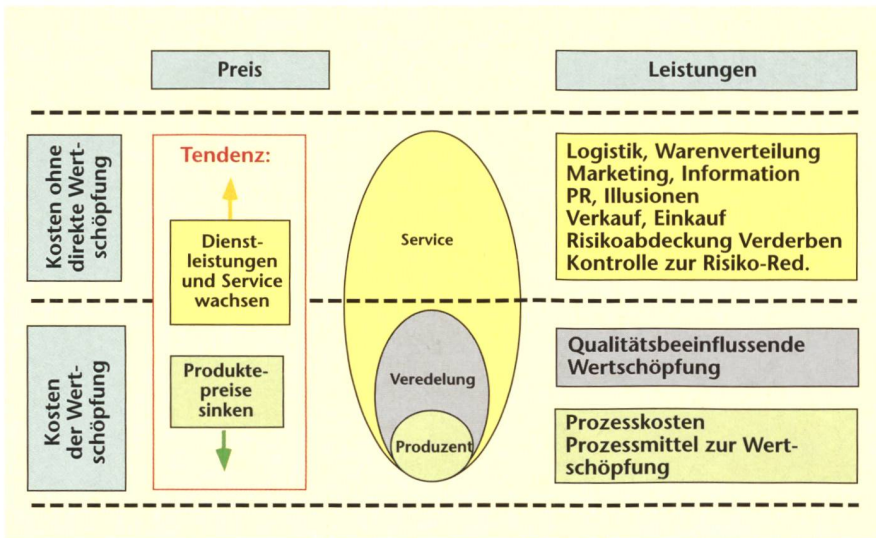 Preis
Leistungen
Kosten ohne
direkte Wert-
schöpfung
Tendenz:
Dienst-
leistungen
und Service
wachsen
Service
Logistik, Warenverteilung
Marketing, Information
PR, Illusionen
Verkauf, Einkauf
Risikoabdeckung Verderben
Kontrolle zur Risiko-Red.
Kosten
der Wert-
schöpfung
Produkte-
preise
sinken
Veredelung
Produzent
Qualitätsbeeinflussende
Wertschöpfung
Prozesskosten
Prozessmittel zur Wert-
schöpfung